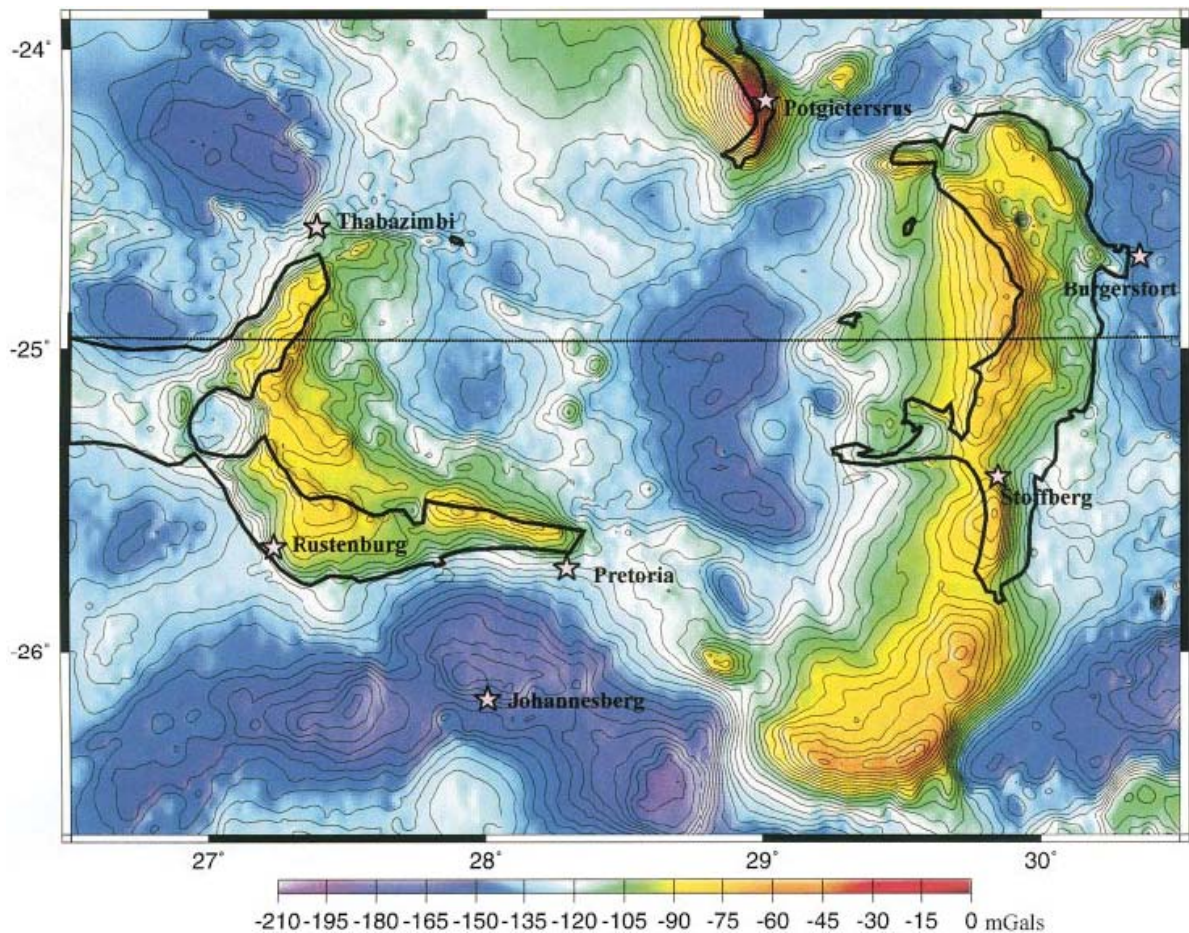 -24
Potgietersrus
Thabazimbi
Burgersfort
-25
Stoffberg
Rustenburg
Pretoria
-26
Johannesberg
27° 28° 29° 30°
-210 -195 -180 -165 -150 -135 -120 -105 -90 -75 -60 -45 -30 -15 0 mGals